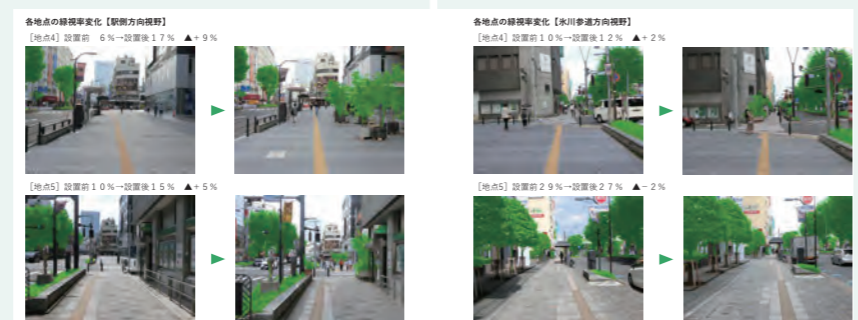 各地点の緑視率変化【駅側方向視野】
［地点4］設置前 6%→設置後17% ▲+9%
［地点5］設置前10%→設置後15% ▲+5%
各地点の緑視率変化【氷川参道方向視野】
［地点4］設置前10%→設置後12% ▲+2%
［地点5］設置前29%→設置後27% ▲−2%